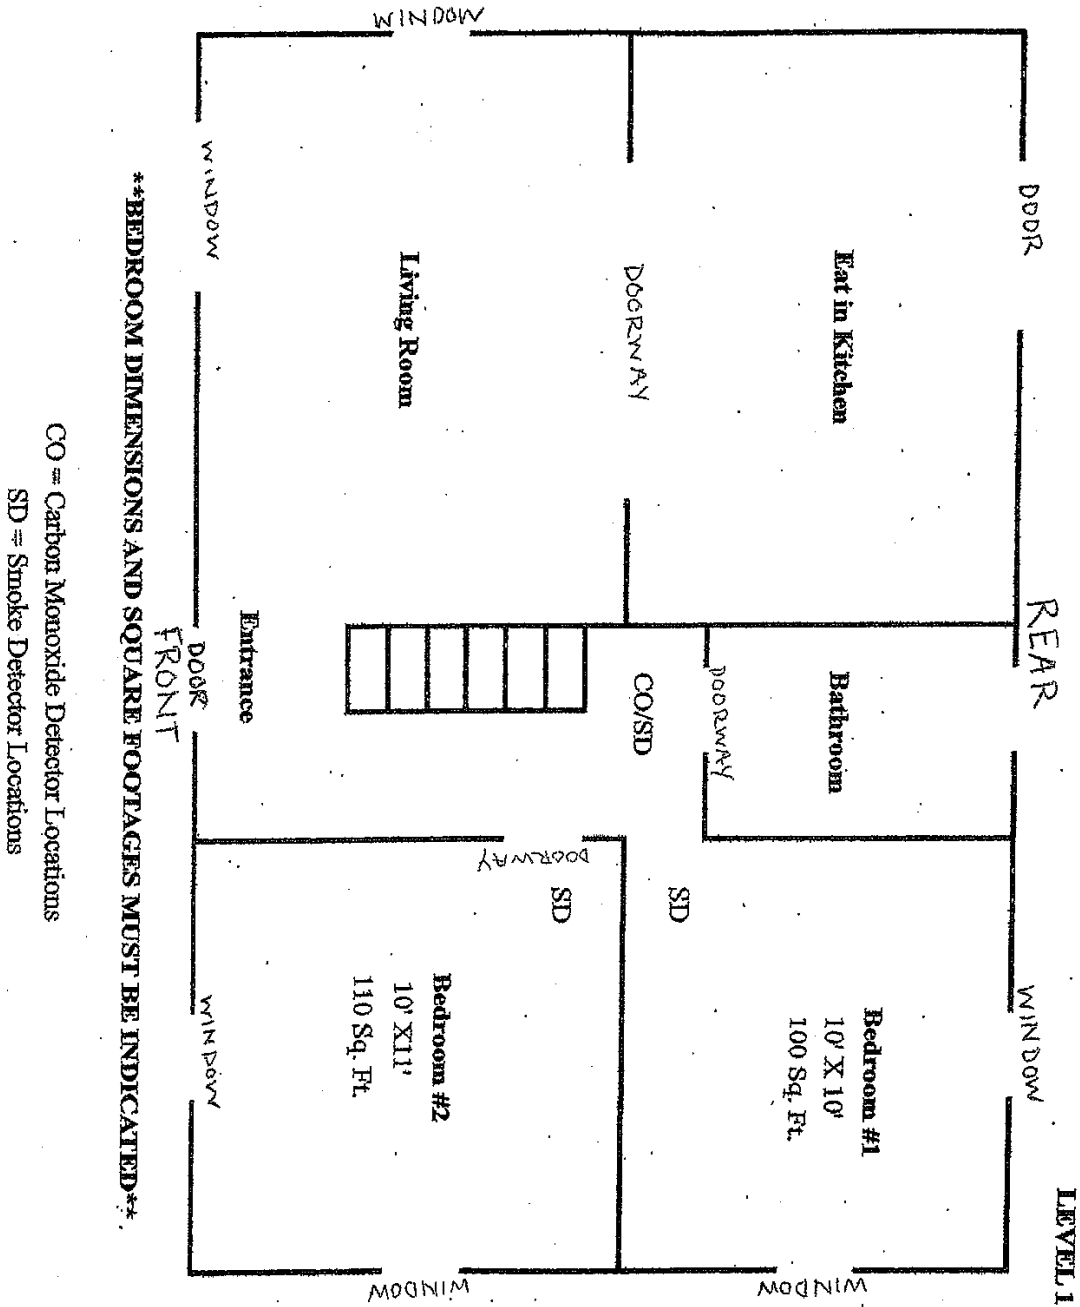 LEVEL 1
REAR
DOOR
WINDOW
Eat in Kitchen
Bathroom
Bedroom #1
10' X 10'
100 Sq. Ft.
WINDOW
DOORWAY
DOORWAY
CO/SD
SD
SD
DOORWAY
WINDOW
Living Room
Bedroom #2
10' X11'
110 Sq. Ft.
WINDOW
WINDOW
Entrance
WINDOW
DOOR
FRONT
WINDOW
**BEDROOM DIMENSIONS AND SQUARE FOOTAGES MUST BE INDICATED**
CO = Carbon Monoxide Detector Locations
SD = Smoke Detector Locations